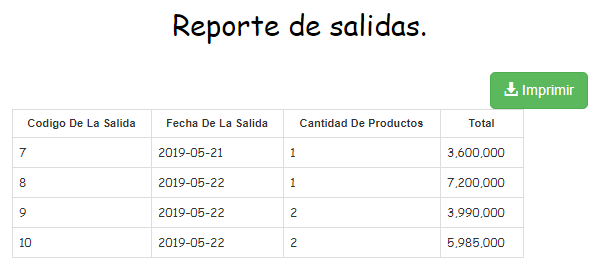 Reporte de salidas.
Imprimir
Codigo De La Salida Fecha De La Salida Cantidad De Productos Total
7 2019-05-21 1 3,600,000
8 2019-05-22 1 7,200,000
9 2019-05-22 2 3,990,000
10 2019-05-22 2 5,985,000